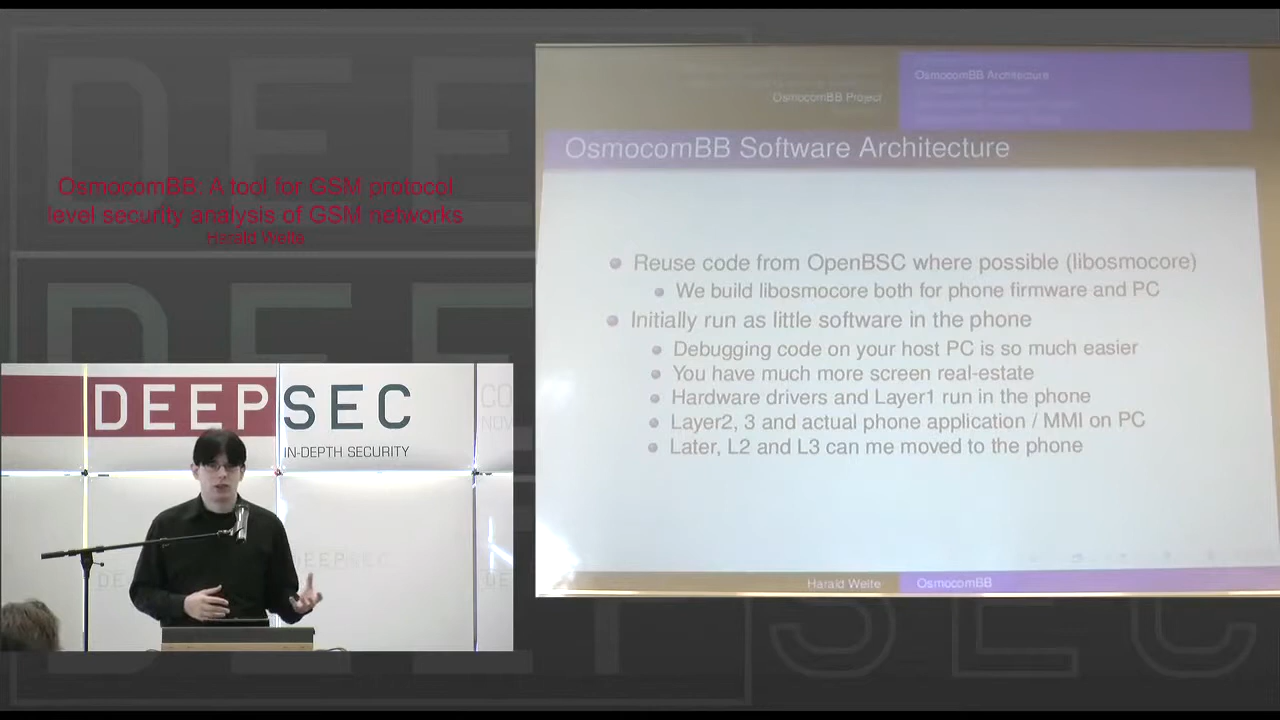 OsmocomBB: A tool for GSM protocol
level security analysis of GSM networks
Harald Welte
DEEPSEC
IN-DEPTH SECURITY
OsmocomBB Project
OsmocomBB Architecture
OsmocomBB Software Architecture
Reuse code from OpenBSC where possible (libosmocore)
We build libosmocore both for phone firmware and PC
Initially run as little software in the phone
Debugging code on your host PC is so much easier
You have much more screen real-estate
Hardware drivers and Layer1 run in the phone
Layer2, 3 and actual phone application / MMI on PC
Later, L2 and L3 can me moved to the phone
Harald Welte
OsmocomBB